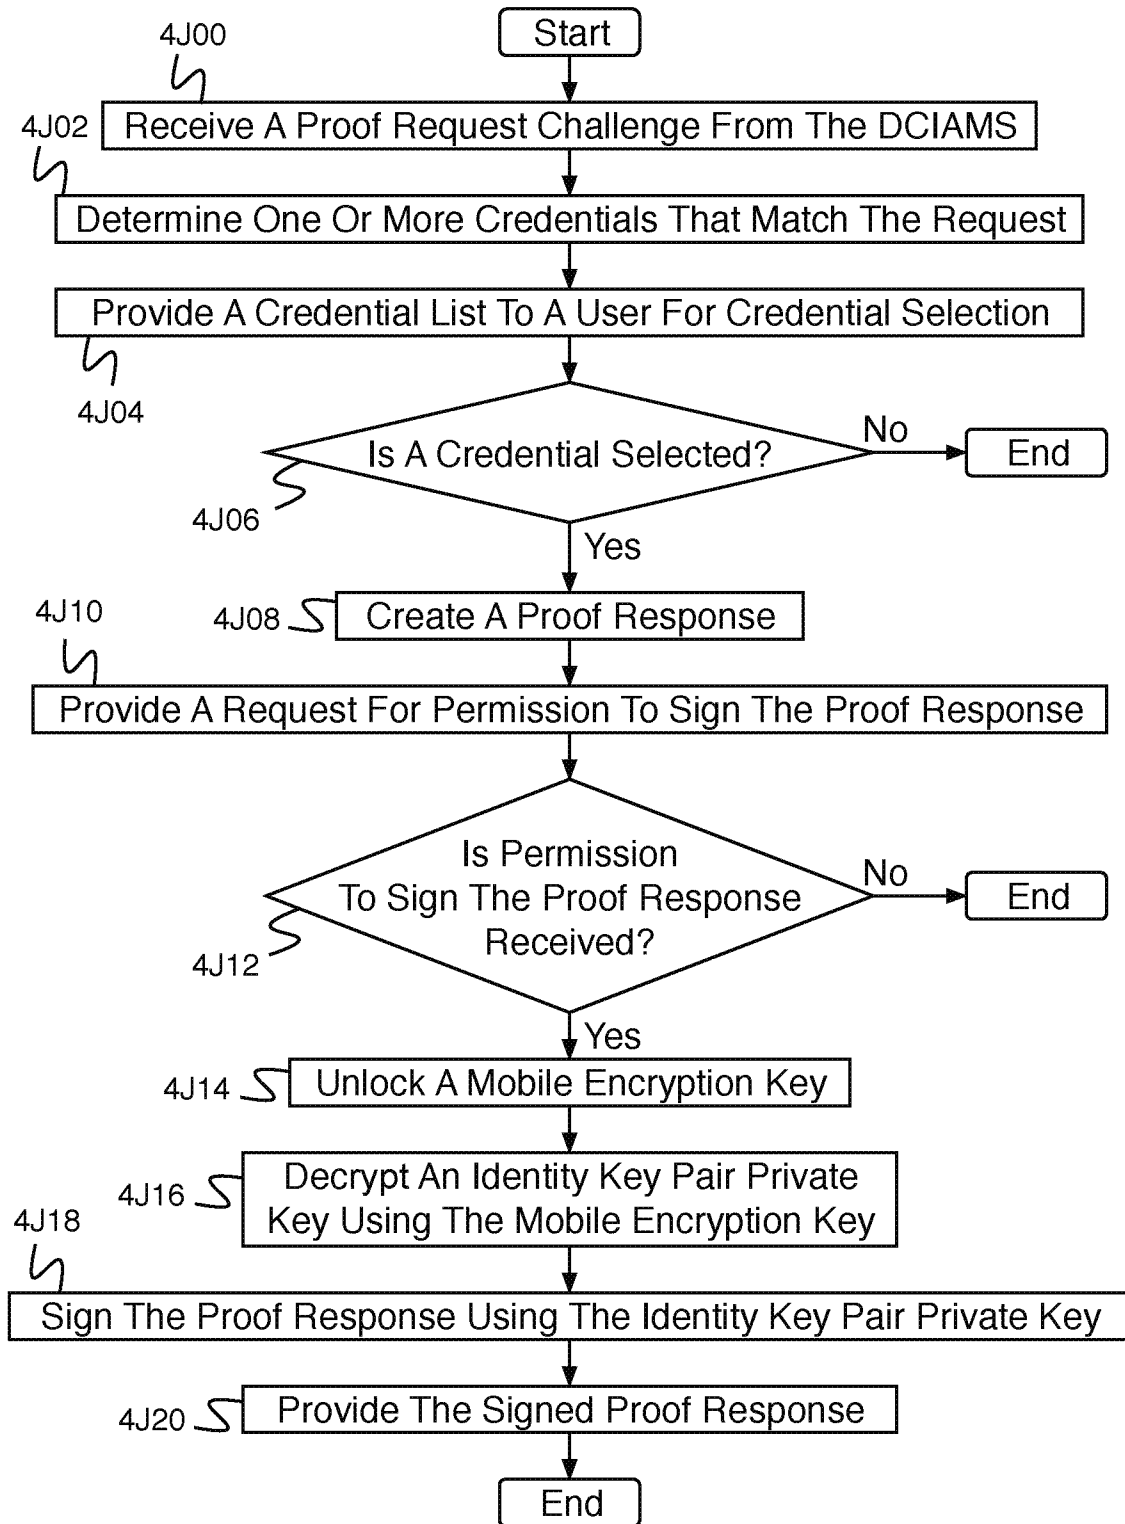 Start
4J00
Receive A Proof Request Challenge From The DCIAMS
4J02
Determine One Or More Credentials That Match The Request
Provide A Credential List To A User For Credential Selection
4J04
Is A Credential Selected?
No
End
4J06
Yes
4J10
4J08
Create A Proof Response
Provide A Request For Permission To Sign The Proof Response
Is Permission
To Sign The Proof Response
Received?
No
End
4J12
Yes
4J14
Unlock A Mobile Encryption Key
4J16
Decrypt An Identity Key Pair Private
Key Using The Mobile Encryption Key
4J18
Sign The Proof Response Using The Identity Key Pair Private Key
4J20
Provide The Signed Proof Response
End